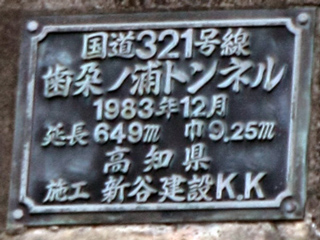 国道321号線
歯朶ノ浦トンネル
1983年12月
延長649m 巾9.25m
高知県
施工 新谷建設K.K